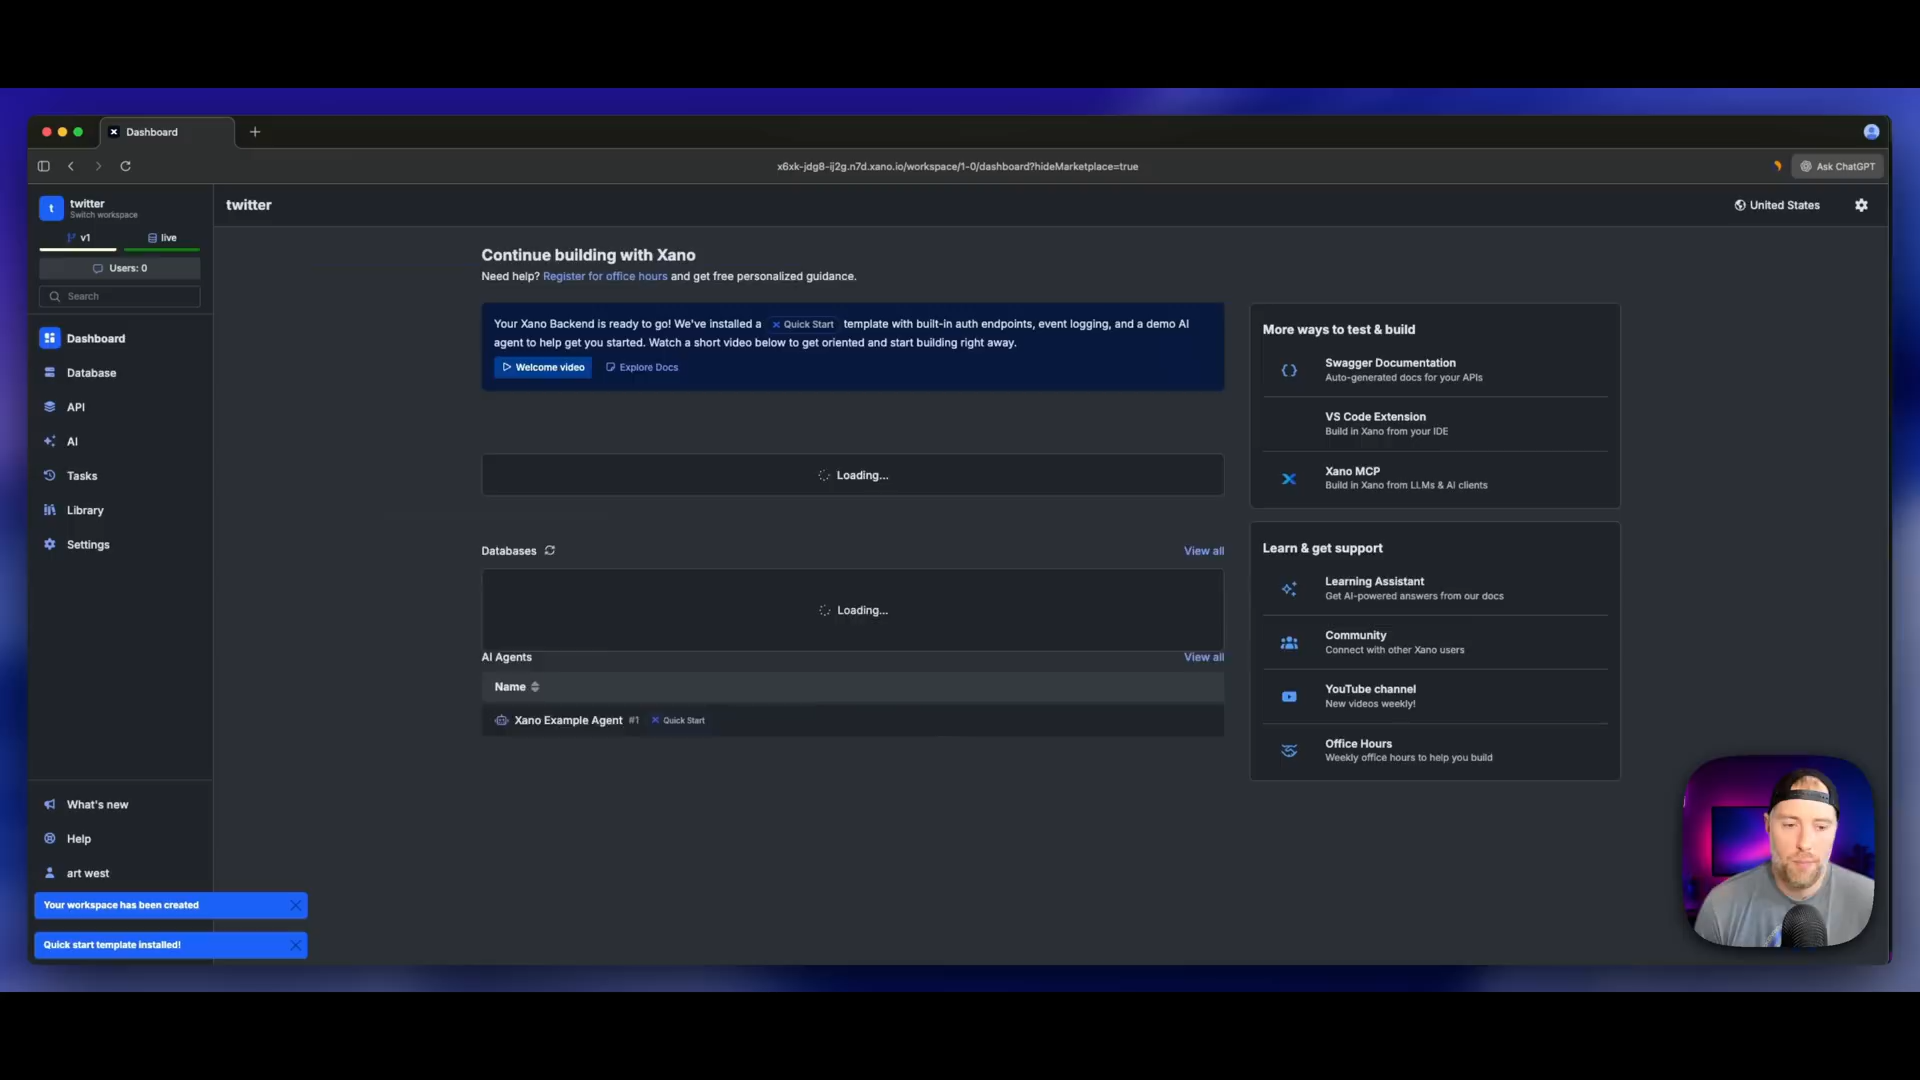 Dashboard
x6xk-jdg8-ij2g.n7d.xano.io/workspace/1-0/dashboard?hideMarketplace=true
Ask ChatGPT
t
twitter
Switch workspace
v1
live
Users: 0
Search
Dashboard
Database
API
AI
Tasks
Library
Settings
What's new
Help
art west
Your workspace has been created
Quick start template installed!
twitter
United States
Continue building with Xano
Need help? Register for office hours and get free personalized guidance.
Your Xano Backend is ready to go! We've installed a Quick Start template with built-in auth endpoints, event logging, and a demo AI
agent to help get you started. Watch a short video below to get oriented and start building right away.
Welcome video
Explore Docs
Loading...
Databases
View all
Loading...
AI Agents
View all
Name
Xano Example Agent #1 Quick Start
More ways to test & build
Swagger Documentation
Auto-generated docs for your APIs
VS Code Extension
Build in Xano from your IDE
Xano MCP
Build in Xano from LLMs & AI clients
Learn & get support
Learning Assistant
Get AI-powered answers from our docs
Community
Connect with other Xano users
YouTube channel
New videos weekly!
Office Hours
Weekly office hours to help you build